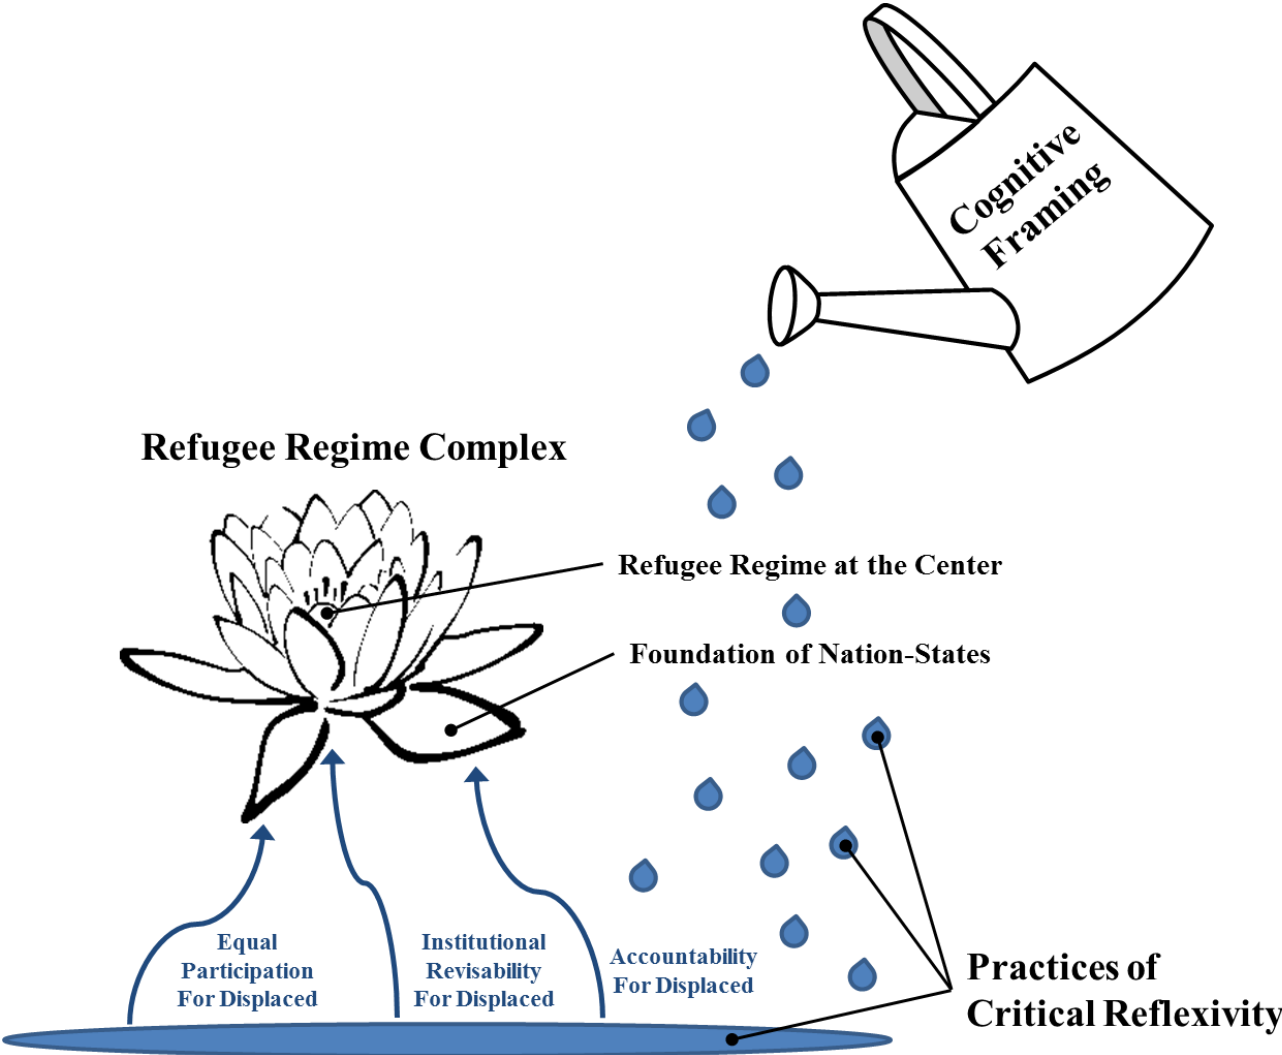 Cognitive
Framing
Refugee Regime Complex
Refugee Regime at the Center
Foundation of Nation-States
Equal
Participation
For Displaced
Institutional
Revisability
For Displaced
Accountability
For Displaced
Practices of
Critical Reflexivity